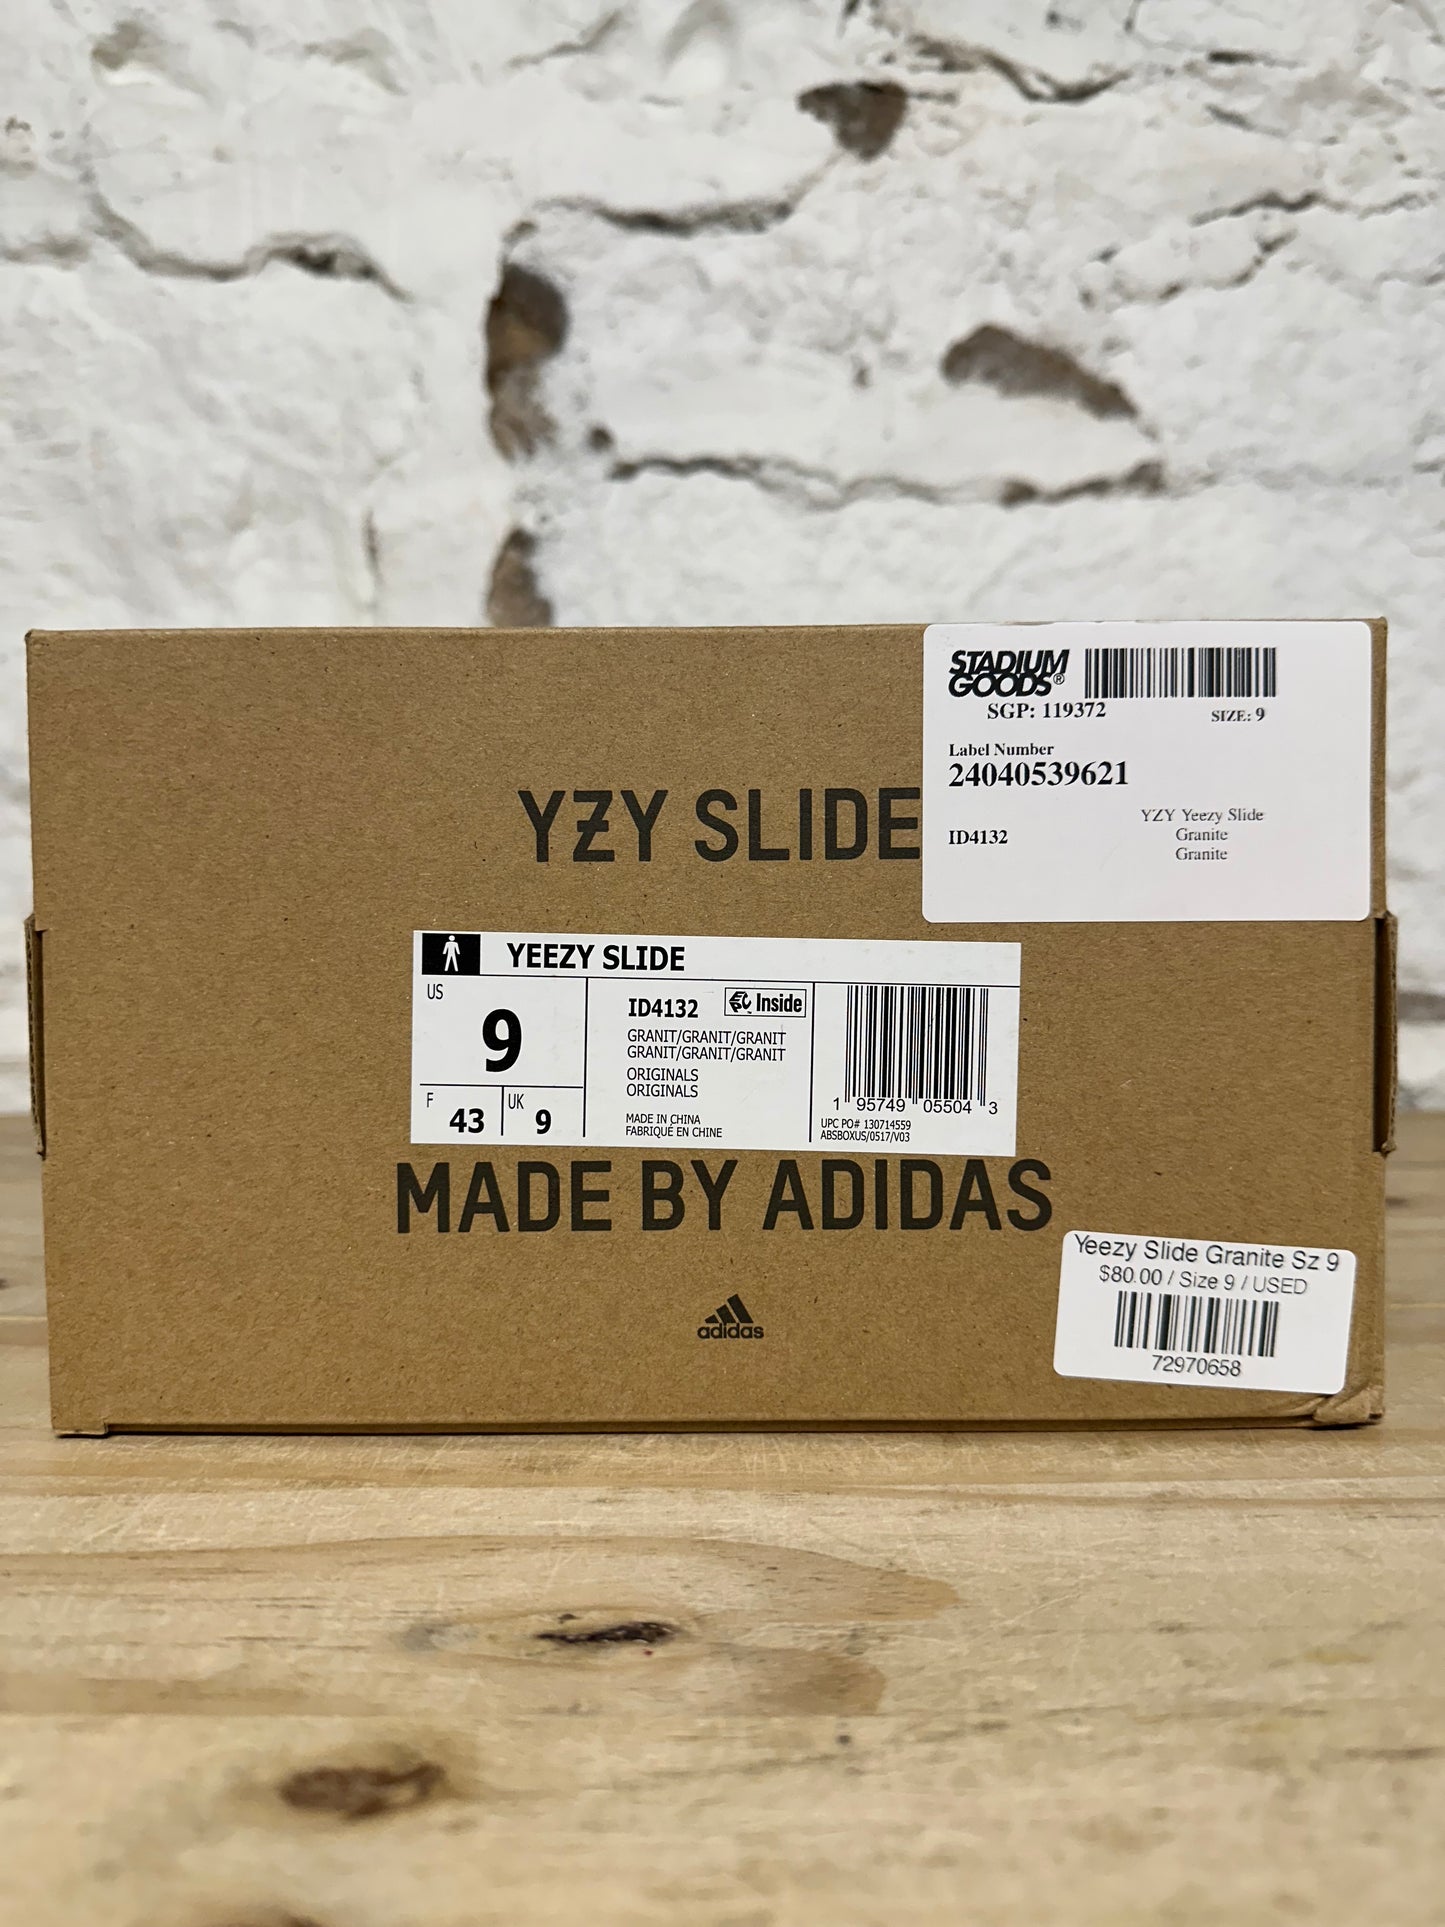 STADIUM
GOODS®
SGP: 119372
SIZE: 9
Label Number
24040539621
ID4132
YZY Yeezy Slide
Granite
Granite
YZY SLIDE
YEEZY SLIDE
US
9
F 43
UK 9
ID4132
Inside
GRANIT/GRANIT/GRANIT
GRANIT/GRANIT/GRANIT
ORIGINALS
ORIGINALS
MADE IN CHINA
FABRIQUÉ EN CHINE
1 95749 05504 3
UPC PO# 130714559
ABSBOXUS/0517/V03
MADE BY ADIDAS
adidas
Yeezy Slide Granite Sz 9
$80.00 / Size 9 / USED
72970658